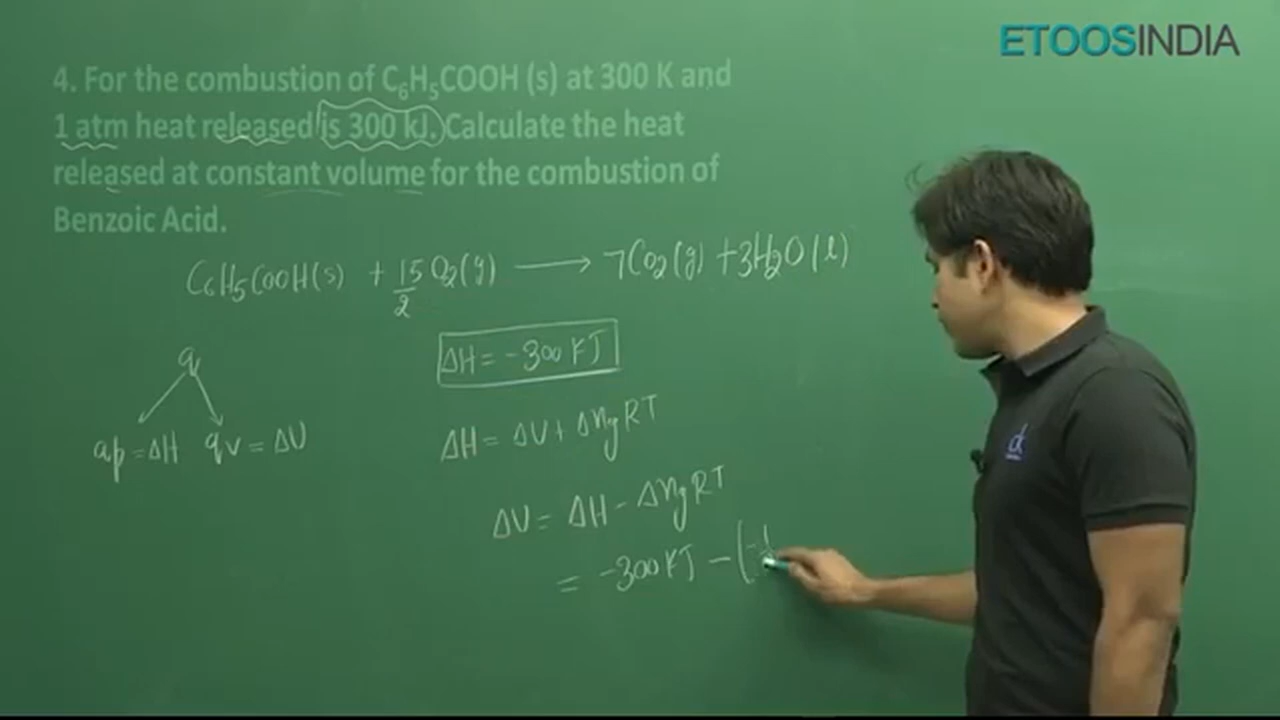 ETOOSINDIA
4. For the combustion of C₆H₅COOH (s) at 300 K and
1 atm heat released is 300 kJ. Calculate the heat
released at constant volume for the combustion of
Benzoic Acid.
C6H5COOH(s) + 15/2 O2(g) ⟶ 7CO2(g) + 3H2O(l)
q
ΔH = -300 KJ
qp = ΔH qv = ΔU
ΔH = ΔU + ΔngRT
ΔU = ΔH - ΔngRT
= -300 KJ - (-1